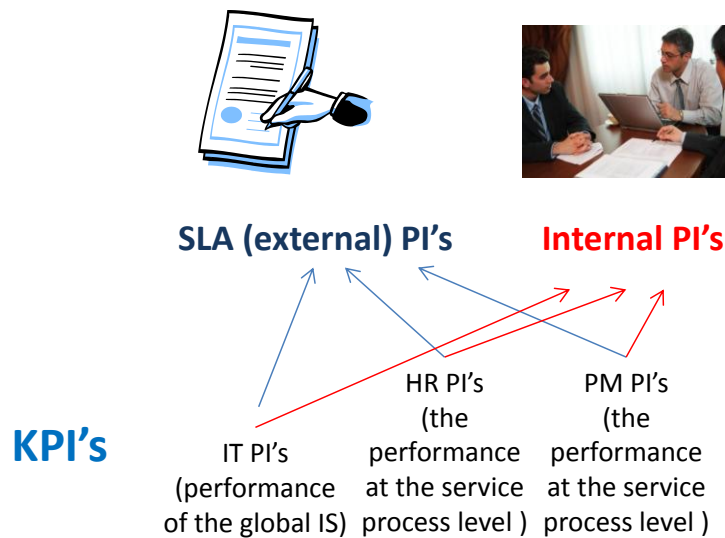 SLA (external) PI's
Internal PI's
KPI's
IT PI's
(performance
of the global IS)
HR PI's
(the
performance
at the service
process level )
PM PI's
(the
performance
at the service
process level )